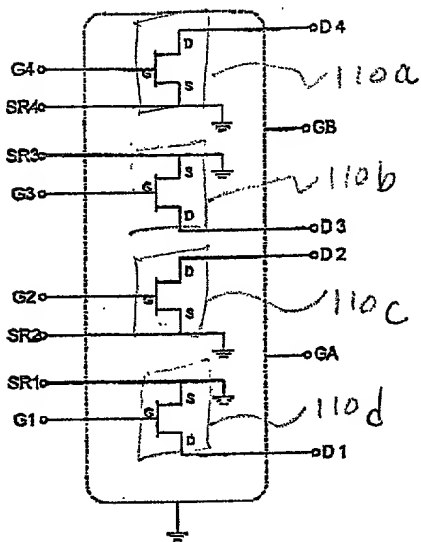 D4
D
G4
G
110a
S
SR4
GB
SR3
S
110b
G3
G
D
D3
D2
D
G2
G
S
110c
SR2
GA
SR1
S
G1
G
110d
D
D1